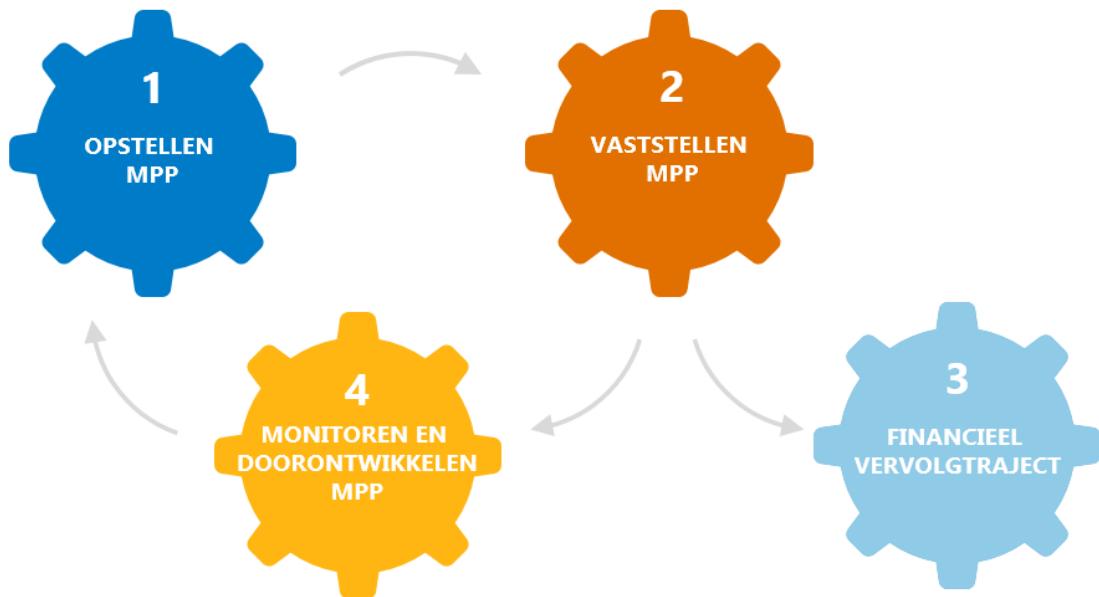 1
OPSTELLEN
MPP
2
VASTSTELLEN
MPP
3
FINANCIEEL
VERVOLGTRAJECT
4
MONITOREN EN
DOORONTWIKKELEN
MPP